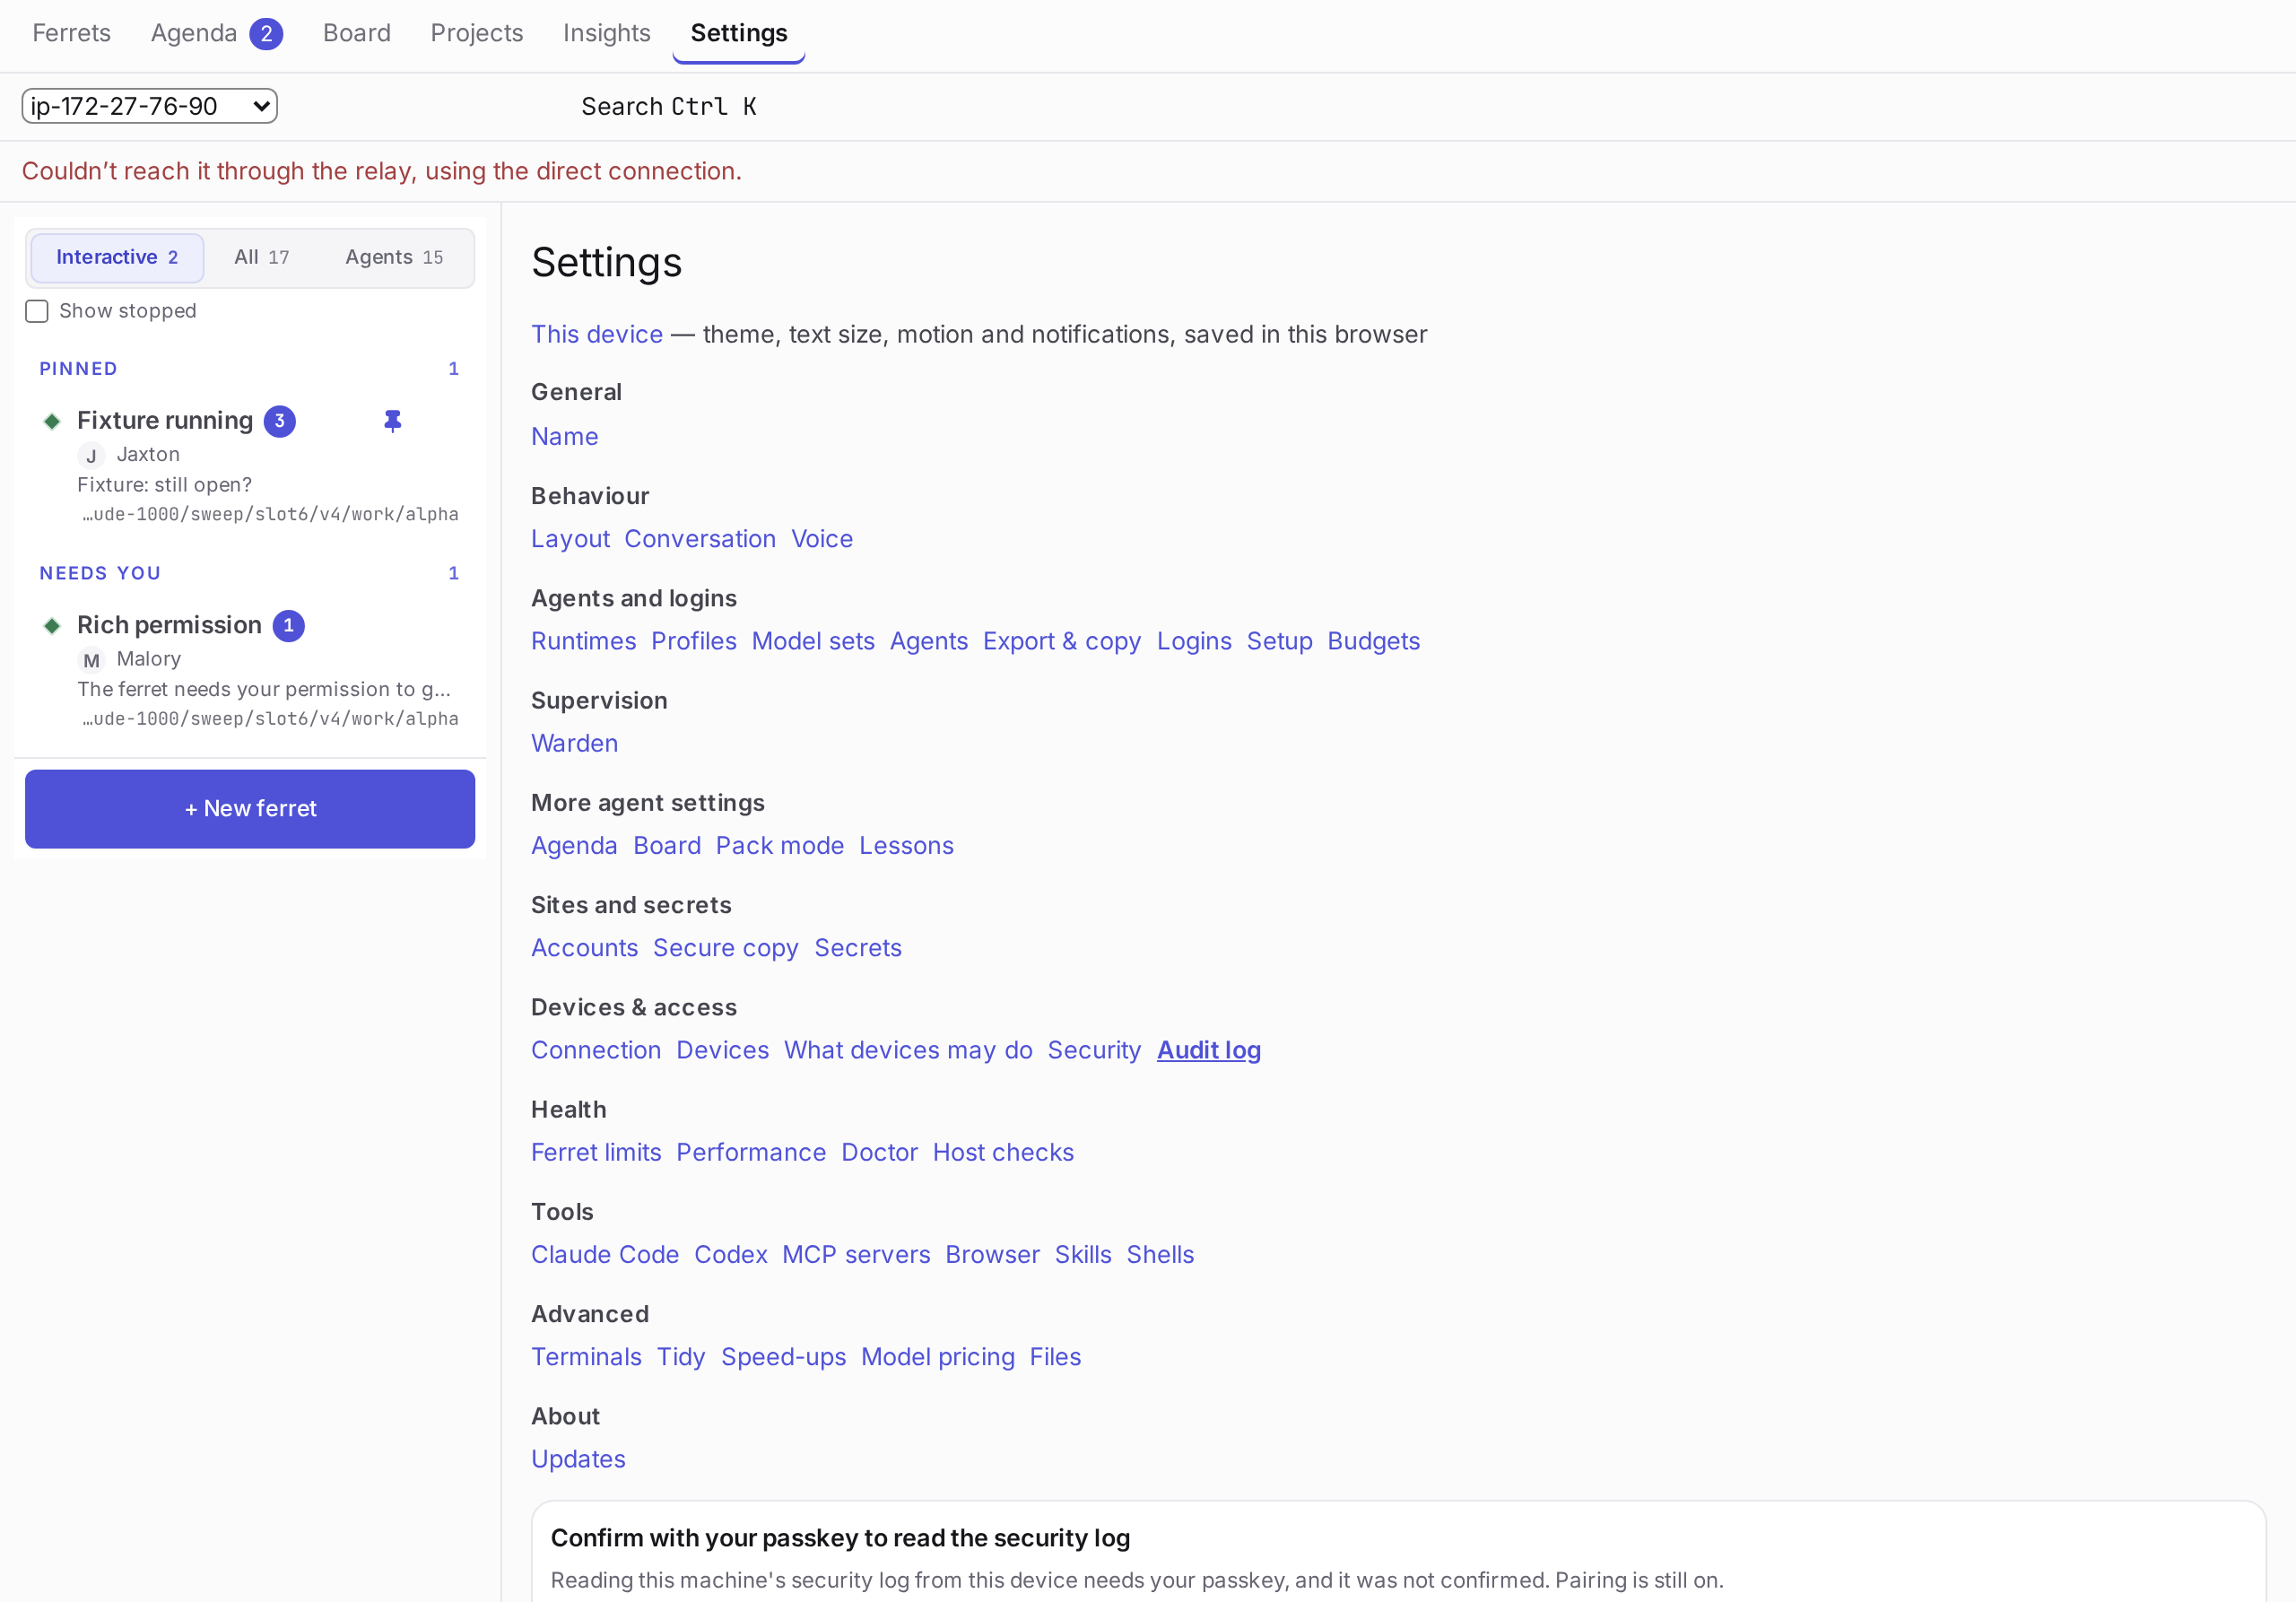 Ferrets Agenda 2 Board Projects Insights Settings
ip-172-27-76-90 Search Ctrl K
Couldn’t reach it through the relay, using the direct connection.
Interactive 2 All 17 Agents 15
Show stopped
PINNED 1
Fixture running 3
J Jaxton
Fixture: still open?
…ude-1000/sweep/slot6/v4/work/alpha
NEEDS YOU 1
Rich permission 1
M Malory
The ferret needs your permission to g…
…ude-1000/sweep/slot6/v4/work/alpha
+ New ferret
Settings
This device — theme, text size, motion and notifications, saved in this browser
General
Name
Behaviour
Layout Conversation Voice
Agents and logins
Runtimes Profiles Model sets Agents Export & copy Logins Setup Budgets
Supervision
Warden
More agent settings
Agenda Board Pack mode Lessons
Sites and secrets
Accounts Secure copy Secrets
Devices & access
Connection Devices What devices may do Security Audit log
Health
Ferret limits Performance Doctor Host checks
Tools
Claude Code Codex MCP servers Browser Skills Shells
Advanced
Terminals Tidy Speed-ups Model pricing Files
About
Updates
Confirm with your passkey to read the security log
Reading this machine's security log from this device needs your passkey, and it was not confirmed. Pairing is still on.